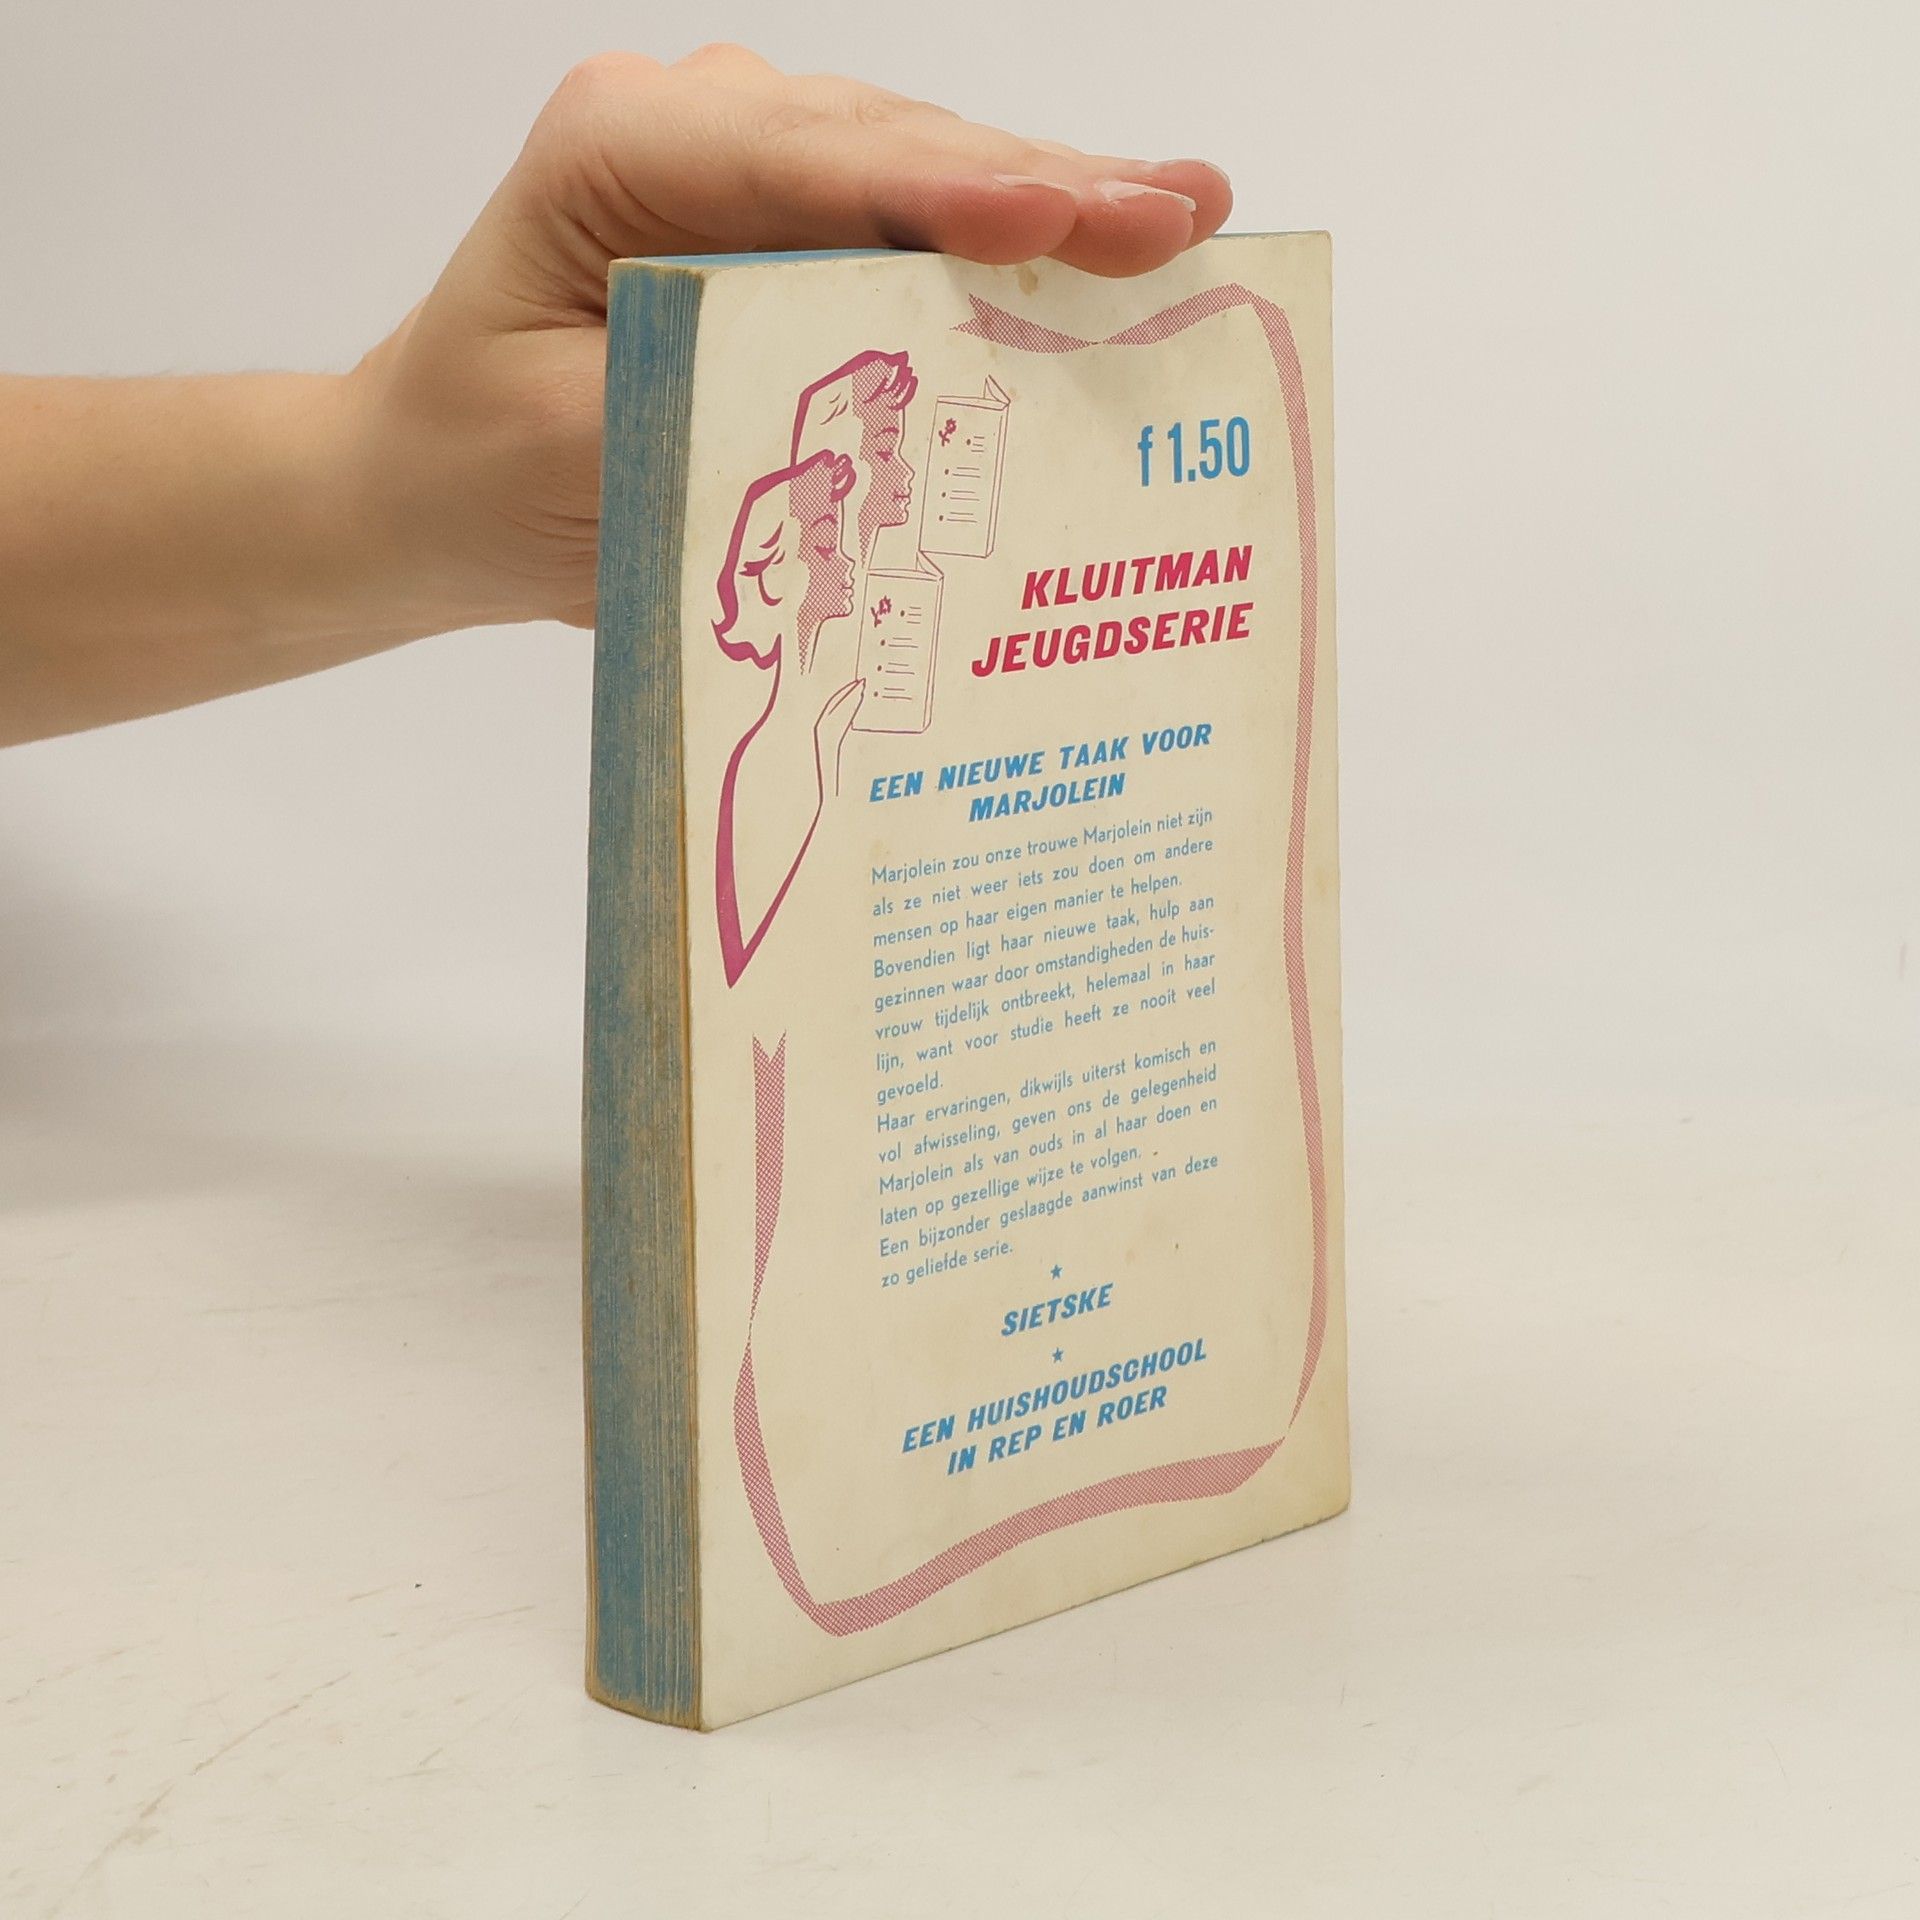 f 1.50
KLUITMAN
JEUGDSERIE
EEN NIEUWE TAAK VOOR
MARJOLEIN
Marjolein zou onze trouwe Marjolein niet zijn
als ze niet weer iets zou doen om andere
mensen op haar eigen manier te helpen.
Bovendien ligt haar nieuwe taak, hulp aan
gezinnen waar door omstandigheden de huis-
vrouw tijdelijk ontbreekt, helemaal in haar
lijn, want voor studie heeft ze nooit veel
gevoeld.
Haar ervaringen, dikwijls uiterst komisch en
vol afwisseling, geven ons de gelegenheid
Marjolein als van ouds in al haar doen en
laten op gezellige wijze te volgen.
Een bijzonder geslaagde aanwinst van deze
zo geliefde serie.
★
SIETSKE
★
EEN HUISHOUDSCHOOL
IN REP EN ROER